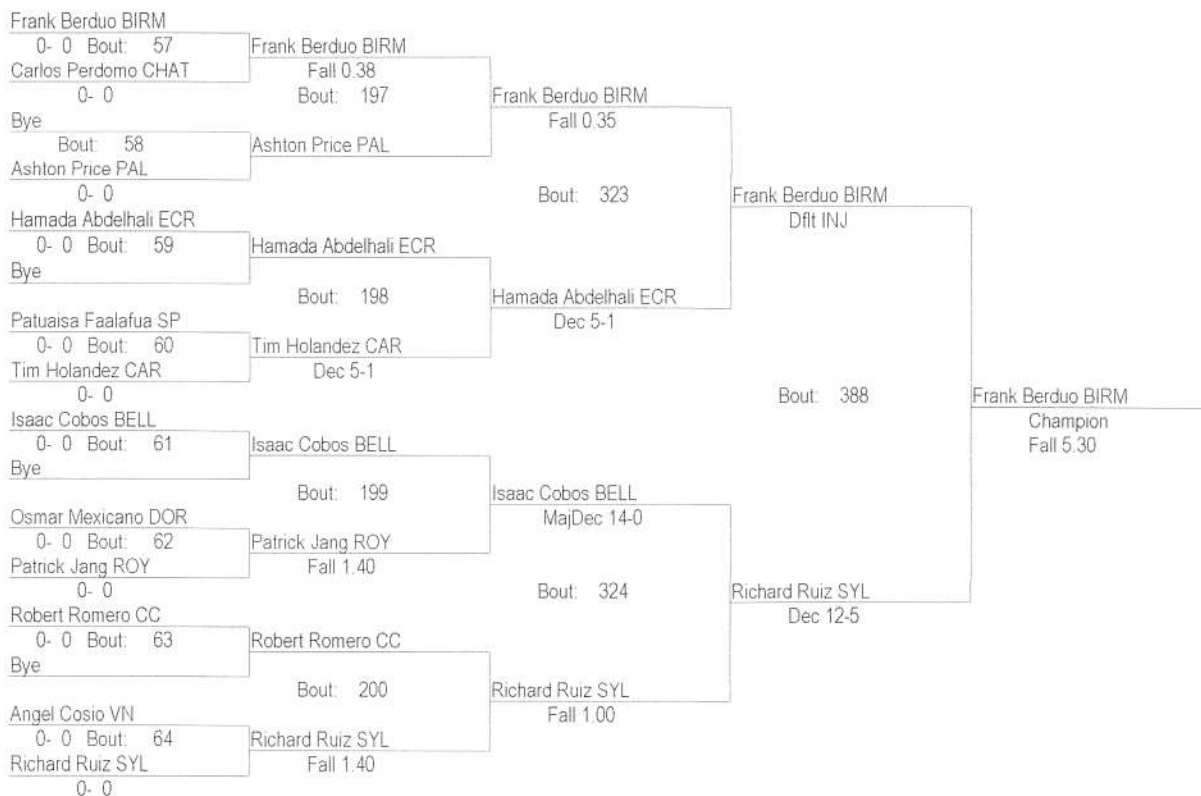 Frank Berduo BIRM
0- 0 Bout: 57
Carlos Perdomo CHAT
0- 0
Bye
Bout: 58
Ashton Price PAL
0- 0
Hamada Abdelhali ECR
0- 0 Bout: 59
Bye
Patuaisa Faalafua SP
0- 0 Bout: 60
Tim Holandez CAR
0- 0
Isaac Cobos BELL
0- 0 Bout: 61
Bye
Osmar Mexicano DOR
0- 0 Bout: 62
Patrick Jang ROY
0- 0
Robert Romero CC
0- 0 Bout: 63
Bye
Angel Cosio VN
0- 0 Bout: 64
Richard Ruiz SYL
0- 0
Frank Berduo BIRM
Fall 0.38
Bout: 197
Ashton Price PAL
Hamada Abdelhali ECR
Bout: 198
Tim Holandez CAR
Dec 5-1
Isaac Cobos BELL
Bout: 199
Patrick Jang ROY
Fall 1.40
Robert Romero CC
Bout: 200
Richard Ruiz SYL
Fall 1.40
Frank Berduo BIRM
Fall 0.35
Bout: 323
Hamada Abdelhali ECR
Dec 5-1
Isaac Cobos BELL
MajDec 14-0
Bout: 324
Richard Ruiz SYL
Fall 1.00
Frank Berduo BIRM
Dflt INJ
Bout: 388
Richard Ruiz SYL
Dec 12-5
Frank Berduo BIRM
Champion
Fall 5.30